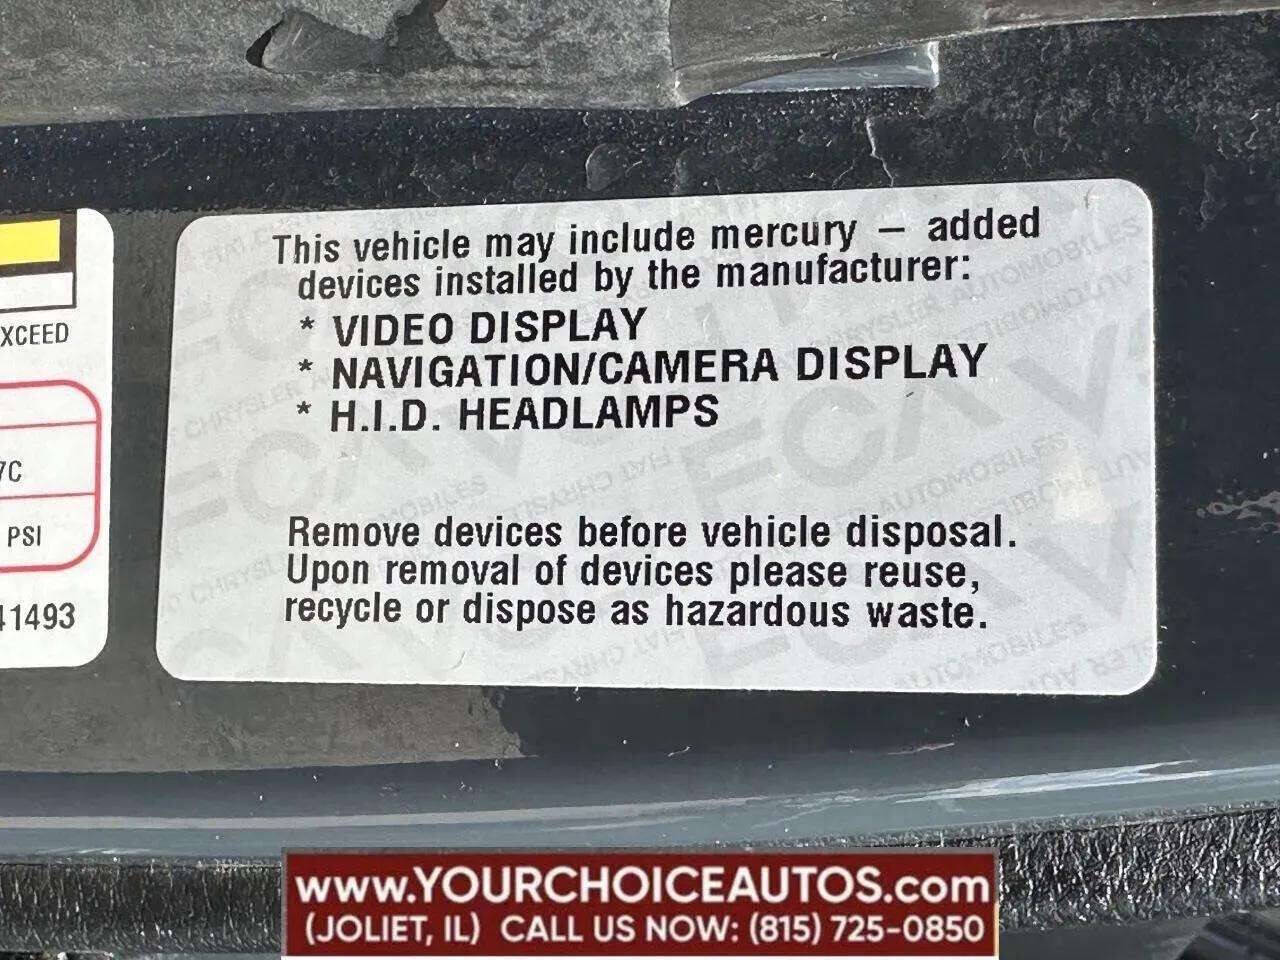 This vehicle may include mercury – added
devices installed by the manufacturer:
* VIDEO DISPLAY
* NAVIGATION/CAMERA DISPLAY
* H.I.D. HEADLAMPS
Remove devices before vehicle disposal.
Upon removal of devices please reuse,
recycle or dispose as hazardous waste.
XCEED
7C
PSI
41493
www.YOURCHOICEAUTOS.com
(JOLIET, IL) CALL US NOW: (815) 725-0850